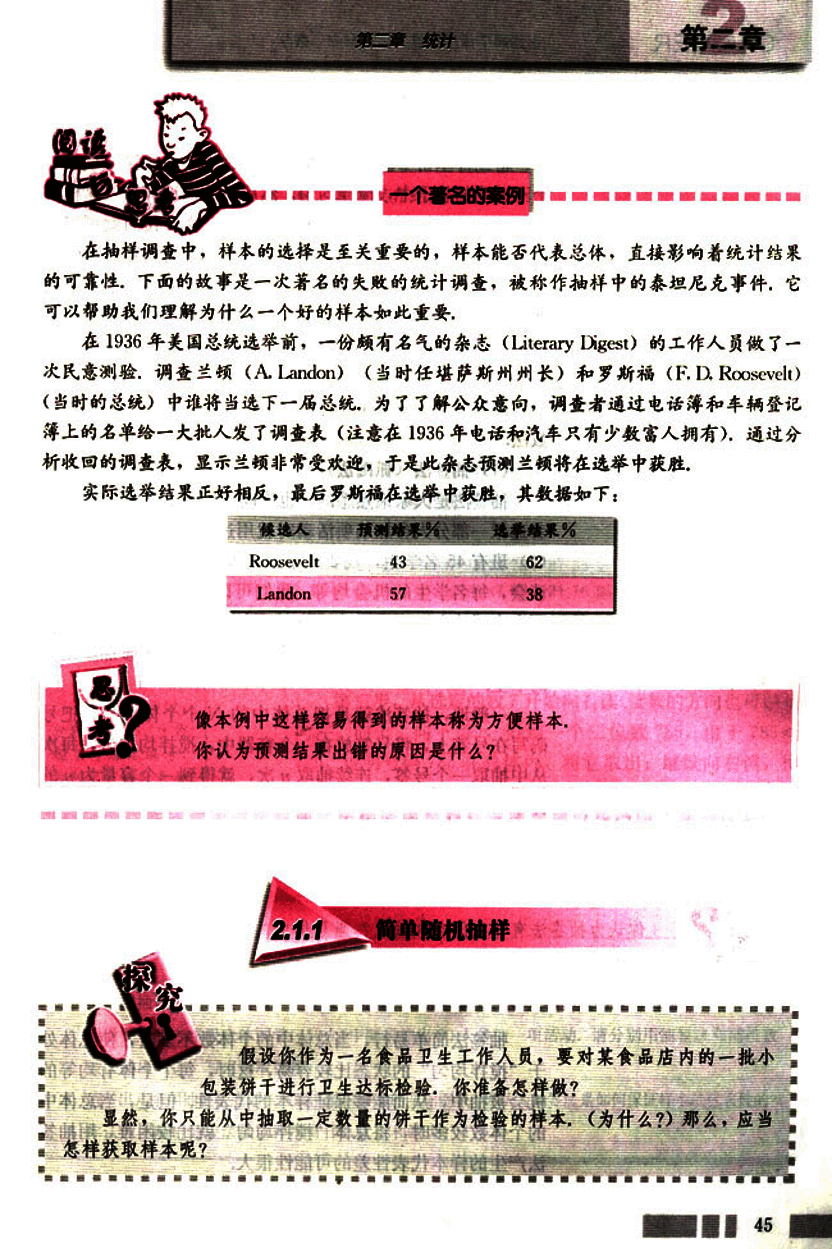 第二章 统计
第二章
阅读与思考
一个著名的案例
在抽样调查中，样本的选择是至关重要的，样本能否代表总体，直接影响着统计结果
的可靠性．下面的故事是一次著名的失败的统计调查，被称作抽样中的泰坦尼克事件．它
可以帮助我们理解为什么一个好的样本如此重要．
在 1936 年美国总统选举前，一份颇有名气的杂志（Literary Digest）的工作人员做了一
次民意测验．调查兰顿（A. Landon）（当时任堪萨斯州州长）和罗斯福（F. D. Roosevelt）
（当时的总统）中谁将当选下一届总统．为了了解公众意向，调查者通过电话簿和车辆登记
簿上的名单给一大批人发了调查表（注意在 1936 年电话和汽车只有少数富人拥有）．通过分
析收回的调查表，显示兰顿非常受欢迎，于是此杂志预测兰顿将在选举中获胜．
实际选举结果正好相反，最后罗斯福在选举中获胜，其数据如下：
候选人 预测结果% 选举结果%
Roosevelt 43 62
Landon 57 38
思考？
像本例中这样容易得到的样本称为方便样本．
你认为预测结果出错的原因是什么？
2.1.1 简单随机抽样
探究
假设你作为一名食品卫生工作人员，要对某食品店内的一批小
包装饼干进行卫生达标检验．你准备怎样做？
显然，你只能从中抽取一定数量的饼干作为检验的样本．（为什么？）那么，应当
怎样获取样本呢？
45